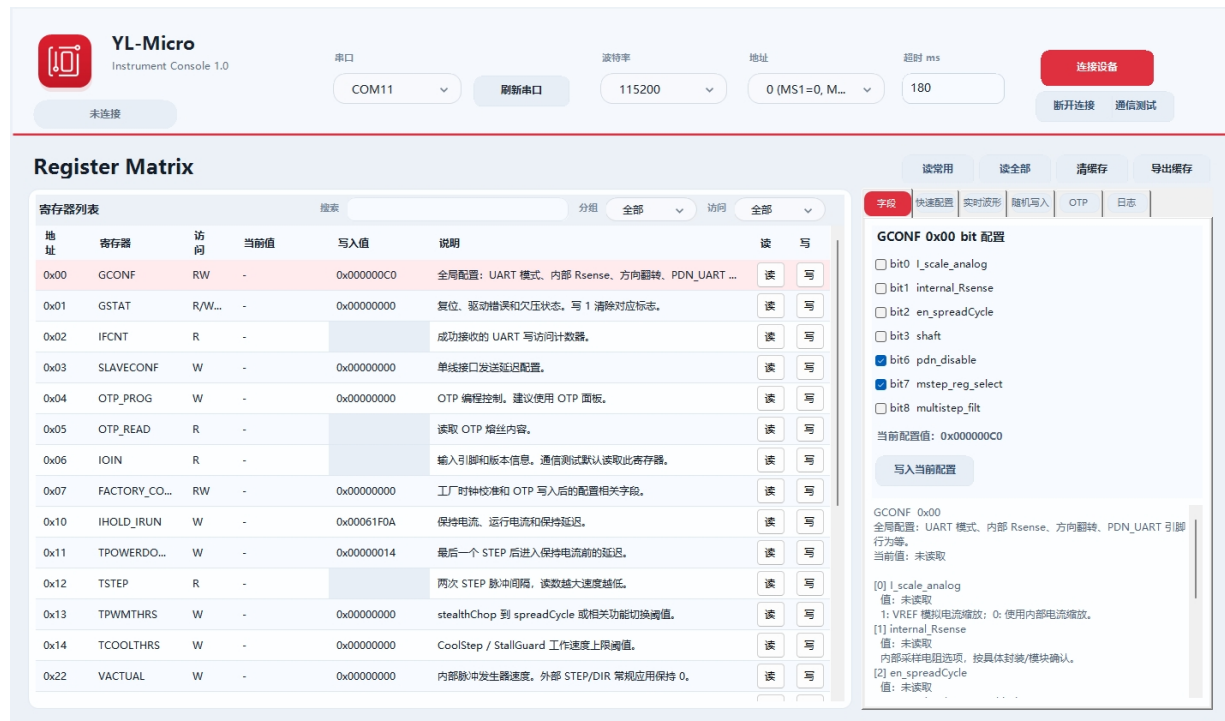 YL-Micro
Instrument Console 1.0
未连接
串口
COM11
刷新串口
波特率
115200
地址
0 (MS1=0, M...
超时 ms
180
连接设备
断开连接 通信测试
Register Matrix
读常用 读全部 清缓存 导出缓存
寄存器列表 搜索 分组 全部 访问 全部
地址 寄存器 访问 当前值 写入值 说明 读 写
0x00 GCONF RW - 0x000000C0 全局配置：UART 模式、内部 Rsense、方向翻转、PDN_UART ... 读 写
0x01 GSTAT R/W... - 0x00000000 复位、驱动错误和欠压状态。写 1 清除对应标志。 读 写
0x02 IFCNT R - 成功接收的 UART 写访问计数器。 读 写
0x03 SLAVECONF W - 0x00000000 单线接口发送延迟配置。 读 写
0x04 OTP_PROG W - 0x00000000 OTP 编程控制。建议使用 OTP 面板。 读 写
0x05 OTP_READ R - 读取 OTP 熔丝内容。 读 写
0x06 IOIN R - 输入引脚和版本信息。通信测试默认读取此寄存器。 读 写
0x07 FACTORY_CO... RW - 0x00000000 工厂时钟校准和 OTP 写入后的配置相关字段。 读 写
0x10 IHOLD_IRUN W - 0x00061F0A 保持电流、运行电流和保持延迟。 读 写
0x11 TPOWERDO... W - 0x00000014 最后一个 STEP 后进入保持电流前的延迟。 读 写
0x12 TSTEP R - 两次 STEP 脉冲间隔，读数越大速度越低。 读 写
0x13 TPWMTHRS W - 0x00000000 stealthChop 到 spreadCycle 或相关功能切换阈值。 读 写
0x14 TCOOLTHRS W - 0x00000000 CoolStep / StallGuard 工作速度上限阈值。 读 写
0x22 VACTUAL W - 0x00000000 内部脉冲发生器速度。外部 STEP/DIR 常规应用保持 0。 读 写
字段 快速配置 实时波形 随机写入 OTP 日志
GCONF 0x00 bit 配置
bit0 I_scale_analog
bit1 internal_Rsense
bit2 en_spreadCycle
bit3 shaft
bit6 pdn_disable
bit7 mstep_reg_select
bit8 multistep_filt
当前配置值：0x000000C0
写入当前配置
GCONF 0x00
全局配置：UART 模式、内部 Rsense、方向翻转、PDN_UART 引脚
行为等。
当前值：未读取
[0] I_scale_analog
值：未读取
1: VREF 模拟电流缩放；0: 使用内部电流缩放。
[1] internal_Rsense
值：未读取
内部采样电阻选项，按具体封装/模块确认。
[2] en_spreadCycle
值：未读取